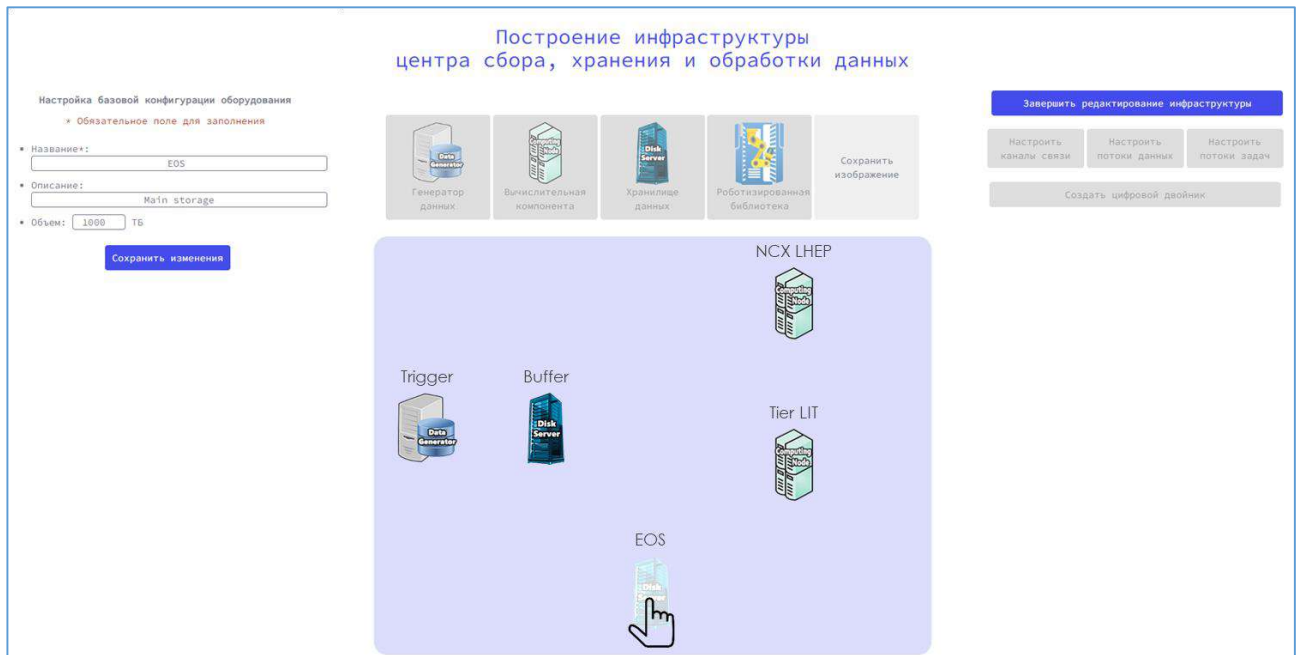 Построение инфраструктуры
центра сбора, хранения и обработки данных
Настройка базовой конфигурации оборудования
* Обязательное поле для заполнения
• Название*:
EOS
• Описание:
Main storage
• Объем: 1000 ТБ
Сохранить изменения
Data
Generator
Генератор
данных
Computing
Node
Вычислительная
компонента
Disk
Server
Хранилище
данных
Роботизированная
библиотека
Сохранить
изображение
Завершить редактирование инфраструктуры
Настроить
каналы связи
Настроить
потоки данных
Настроить
потоки задач
Создать цифровой двойник
NCX LHEP
Computing
Node
Trigger
Data
Generator
Buffer
Disk
Server
Tier LIT
Computing
Node
EOS
Disk
Server